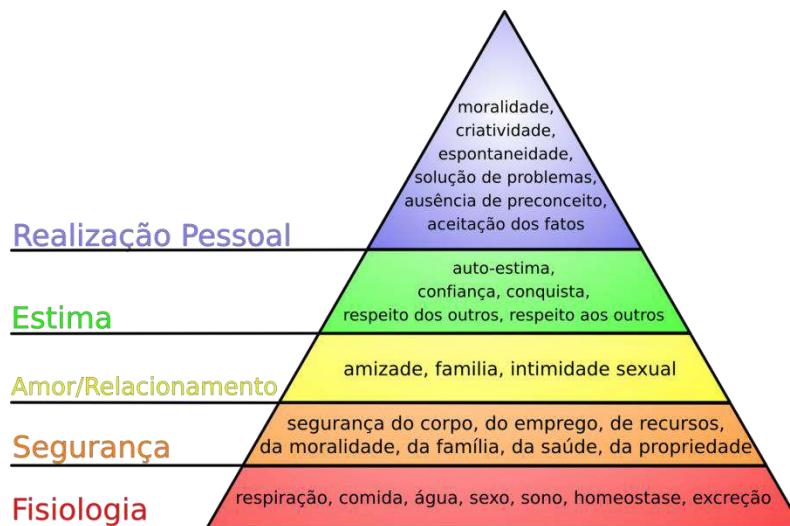 moralidade,
criatividade,
espontaneidade,
solução de problemas,
ausência de preconceito,
aceitação dos fatos
Realização Pessoal
auto-estima,
confiança, conquista,
respeito dos outros, respeito aos outros
Estima
amizade, familia, intimidade sexual
Amor/Relacionamento
segurança do corpo, do emprego, de recursos,
da moralidade, da família, da saúde, da propriedade
Segurança
respiração, comida, água, sexo, sono, homeostase, excreção
Fisiologia